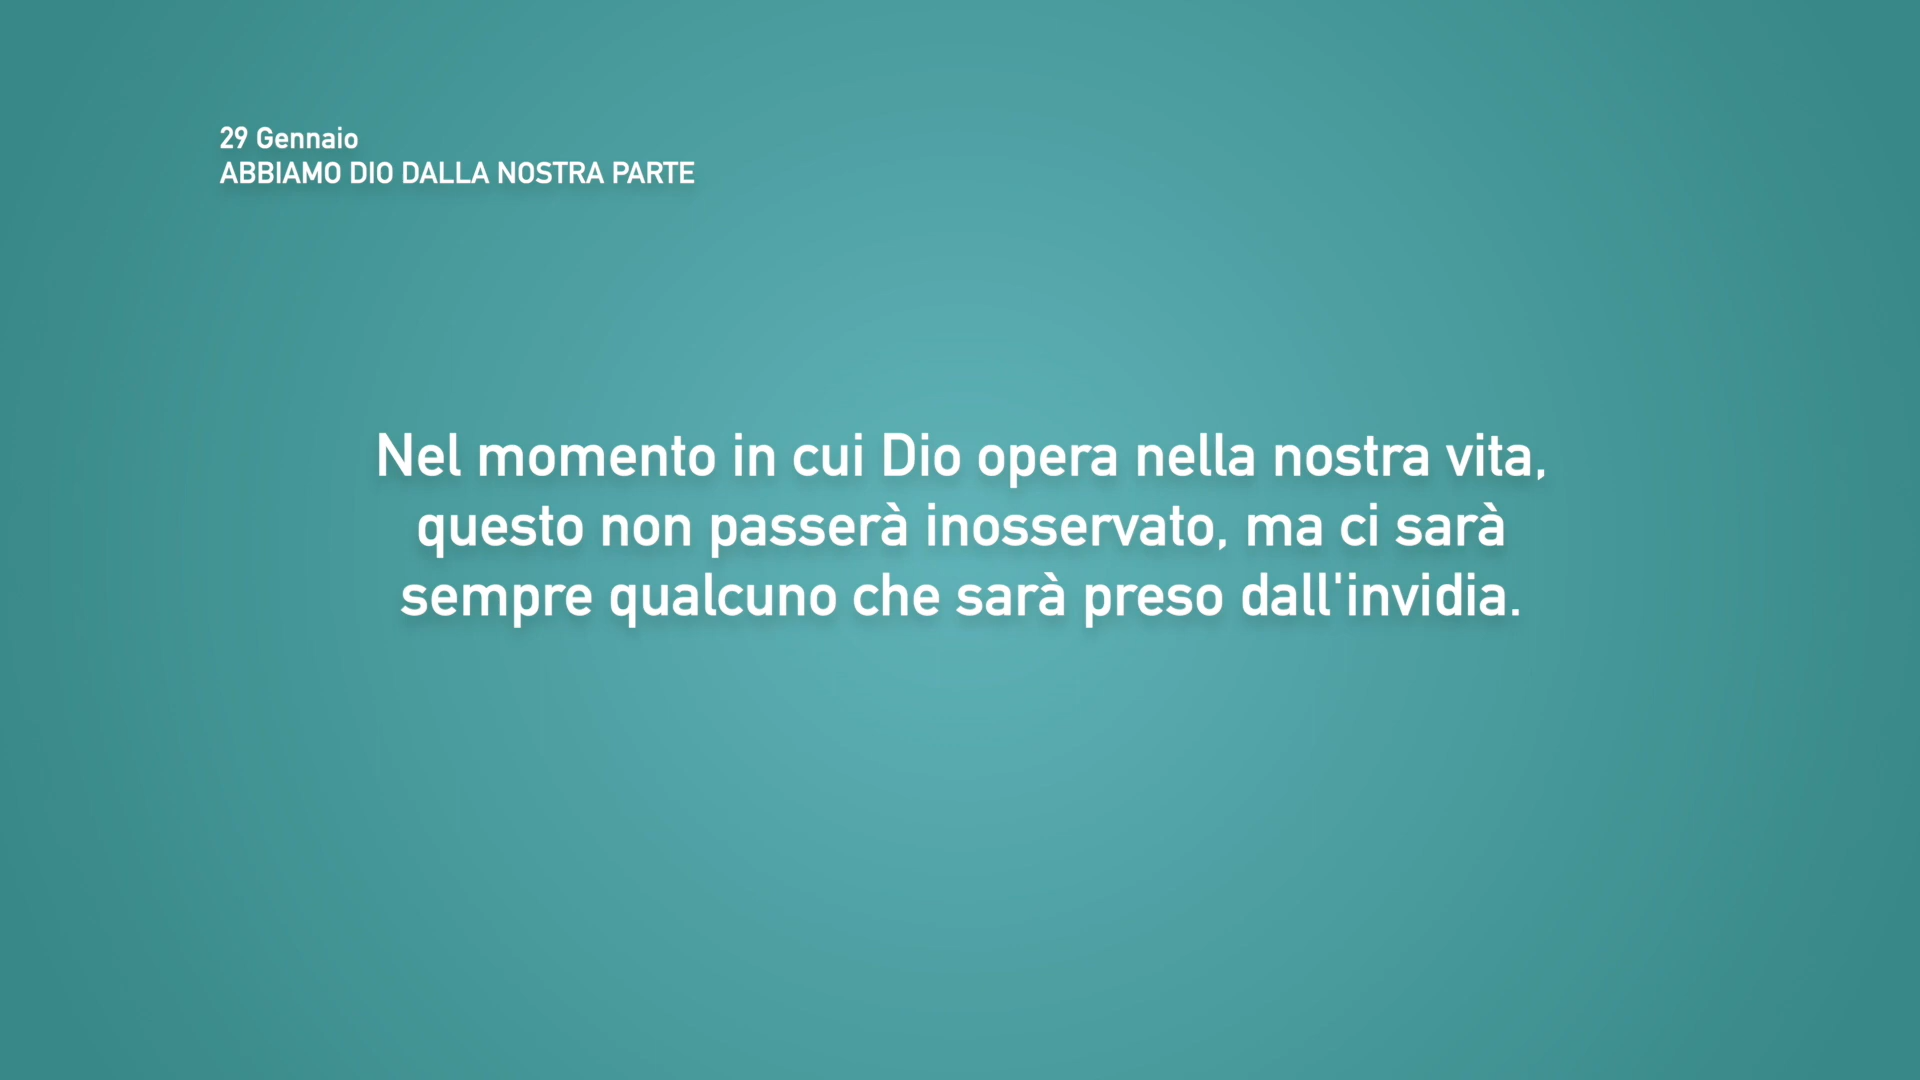 29 Gennaio
ABBIAMO DIO DALLA NOSTRA PARTE
Nel momento in cui Dio opera nella nostra vita,
questo non passerà inosservato, ma ci sarà
sempre qualcuno che sarà preso dall'invidia.